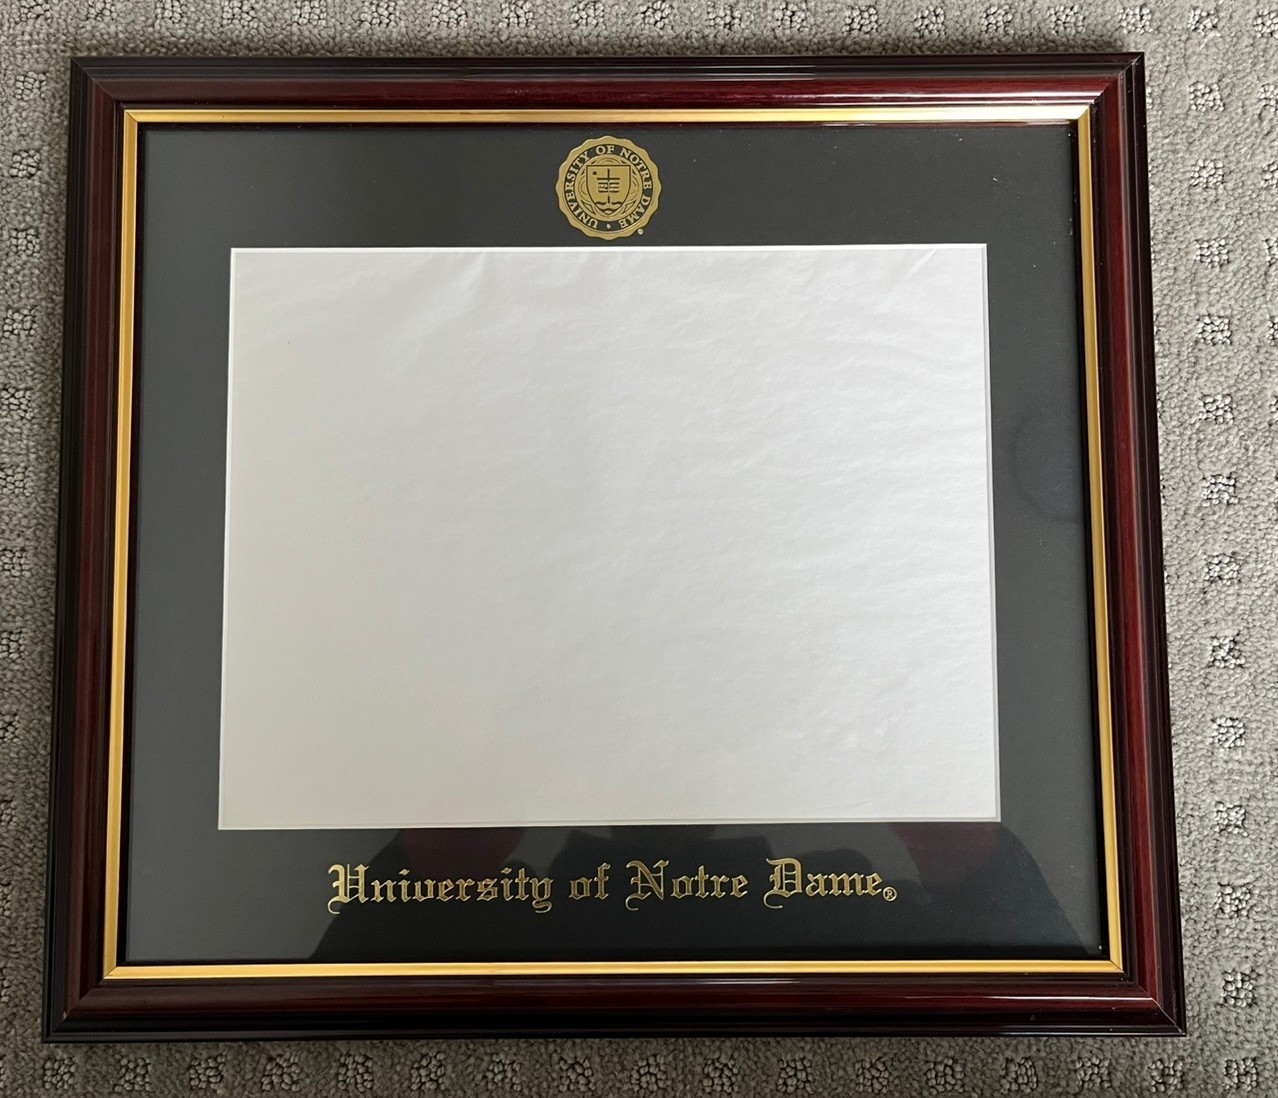 UNIVERSITY OF NOTRE DAME •
®
University of Notre Dame®